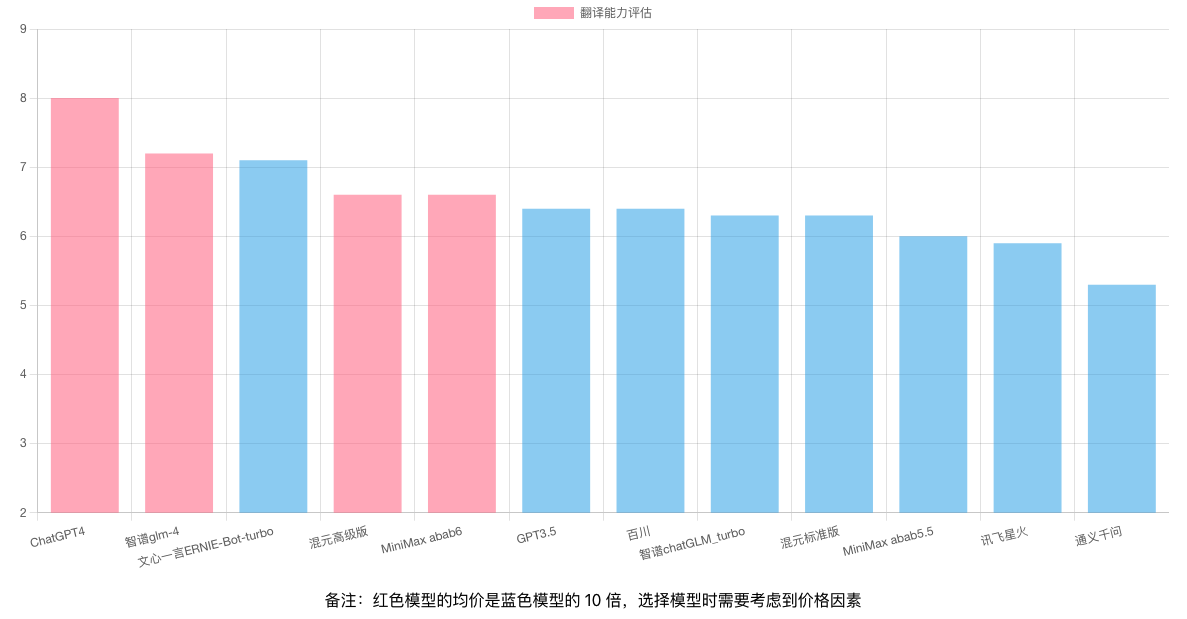 翻译能力评估
9
8
7
6
5
4
3
2
ChatGPT4
智谱glm-4
文心一言ERNIE-Bot-turbo
混元高级版
MiniMax abab6
GPT3.5
百川
智谱chatGLM_turbo
混元标准版
MiniMax abab5.5
讯飞星火
通义千问
备注：红色模型的均价是蓝色模型的 10 倍，选择模型时需要考虑到价格因素